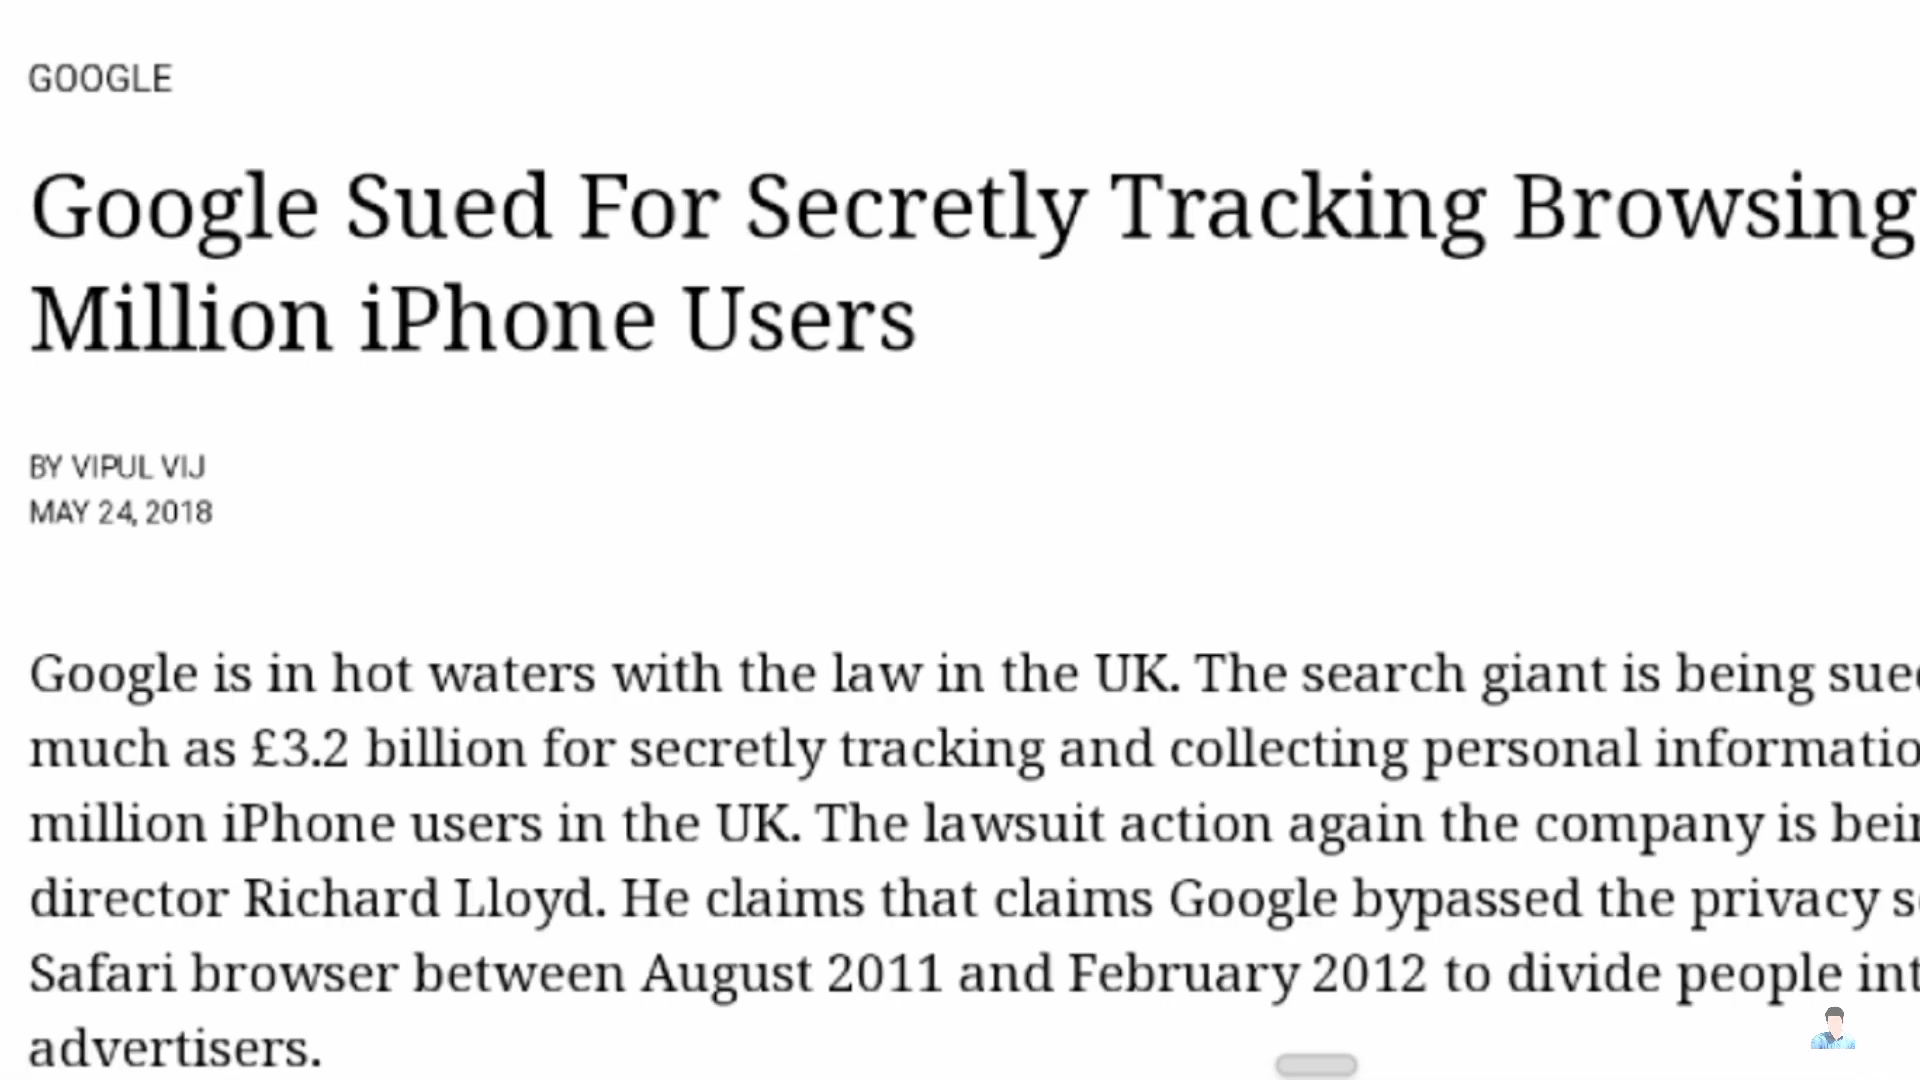 GOOGLE
Google Sued For Secretly Tracking Browsing
Million iPhone Users
BY VIPUL VIJ
MAY 24, 2018
Google is in hot waters with the law in the UK. The search giant is being
much as £3.2 billion for secretly tracking and collecting personal
million iPhone users in the UK. The lawsuit action again the company is
director Richard Lloyd. He claims that claims Google bypassed the privacy
Safari browser between August 2011 and February 2012 to divide people
advertisers.